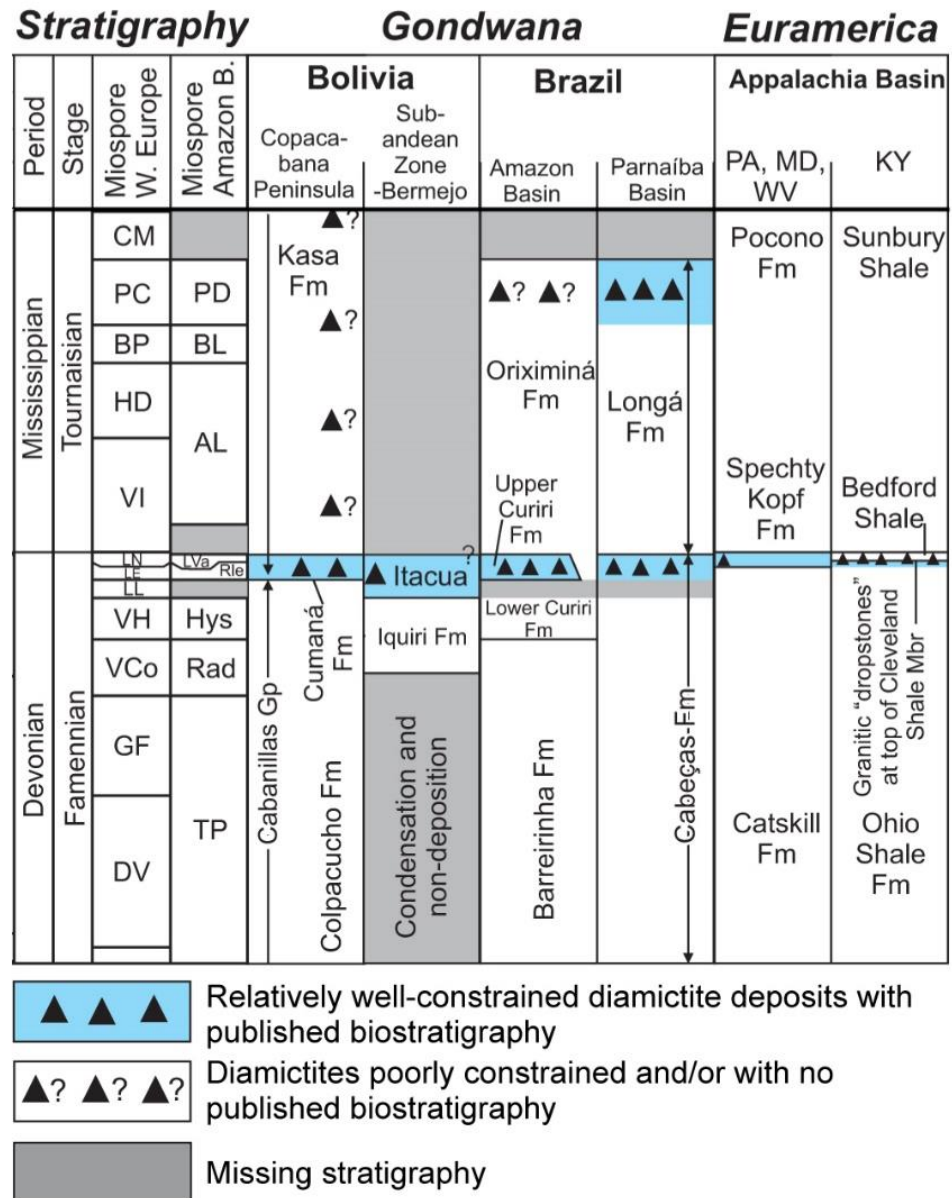 Stratigraphy
Gondwana
Euramerica
Period
Stage
Miospore
W. Europe
Miospore
Amazon B.
Bolivia
Brazil
Appalachia Basin
Copaca-
bana
Peninsula
Sub-
andean
Zone
-Bermejo
Amazon
Basin
Parnaíba
Basin
PA, MD,
WV
KY
Mississippian
Tournaisian
Devonian
Famennian
CM
PC
BP
HD
VI
LN
LE
LL
VH
VCo
GF
DV
PD
BL
AL
LVa
Rle
Hys
Rad
TP
?
Kasa
Fm
?
?
?
Cumaná
Fm
Cabanillas Gp
Colpacucho Fm
?
Itacua
Iquiri Fm
Condensation and
non-deposition
? ?
Oriximiná
Fm
Upper
Curiri
Fm
Lower Curiri
Fm
Barreirinha Fm
Longá
Fm
Cabeças-Fm
Pocono
Fm
Spechty
Kopf
Fm
Catskill
Fm
Sunbury
Shale
Bedford
Shale
Granitic "dropstones"
at top of Cleveland
Shale Mbr
Ohio
Shale
Fm
Relatively well-constrained diamictite deposits with
published biostratigraphy
? ? ?
Diamictites poorly constrained and/or with no
published biostratigraphy
Missing stratigraphy